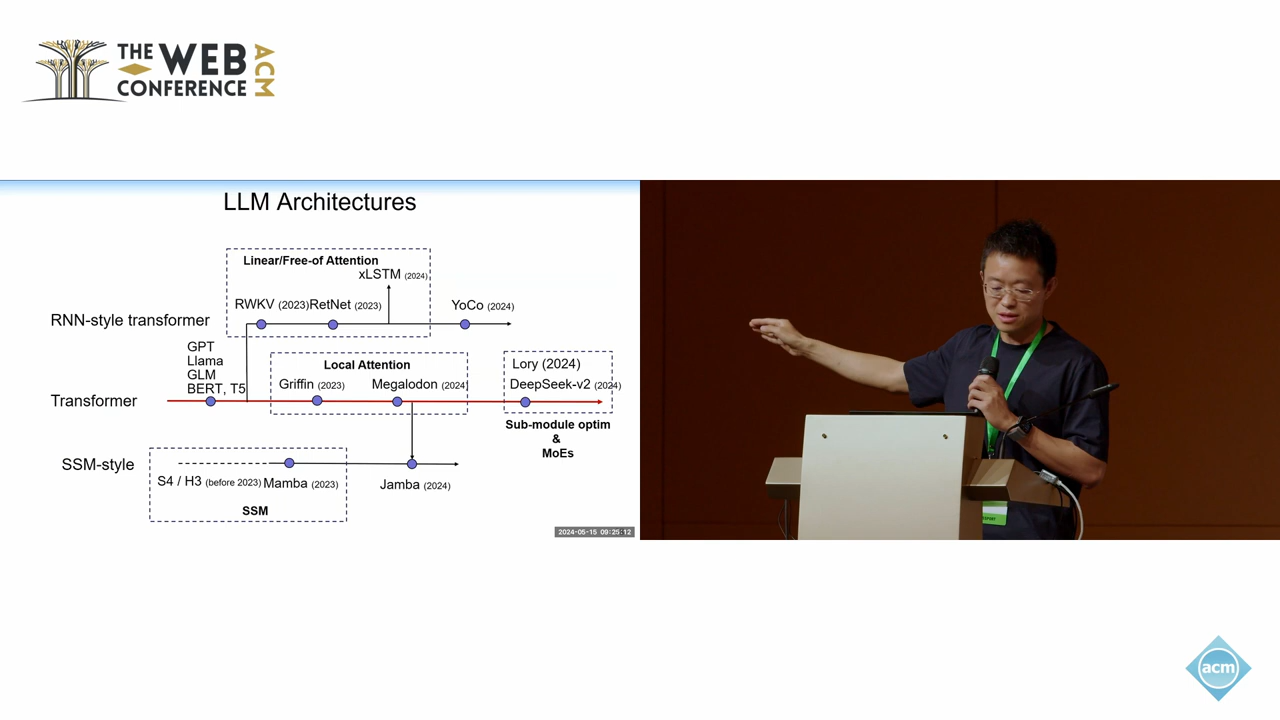 THE WEB
CONFERENCE
ACM
LLM Architectures
Linear/Free-of Attention
xLSTM (2024)
RWKV (2023) RetNet (2023)
YoCo (2024)
RNN-style transformer
GPT
Llama
GLM
BERT, T5
Local Attention
Griffin (2023)
Megalodon (2024)
Lory (2024)
DeepSeek-v2 (2024)
Transformer
Sub-module optim
&
MoEs
SSM-style
S4 / H3 (before 2023) Mamba (2023)
Jamba (2024)
SSM
2024-05-15 09:25:12
acm